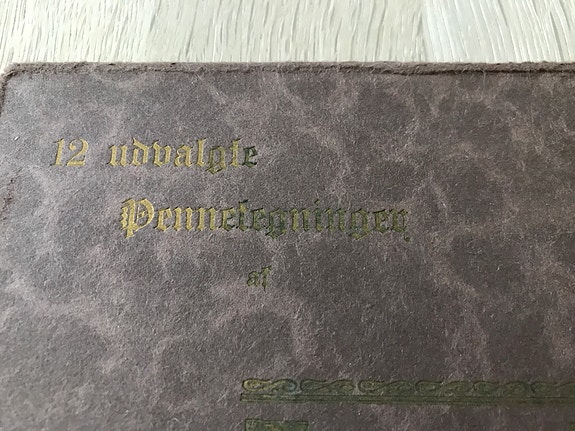 12 udvalgte
Pennetegninger
af